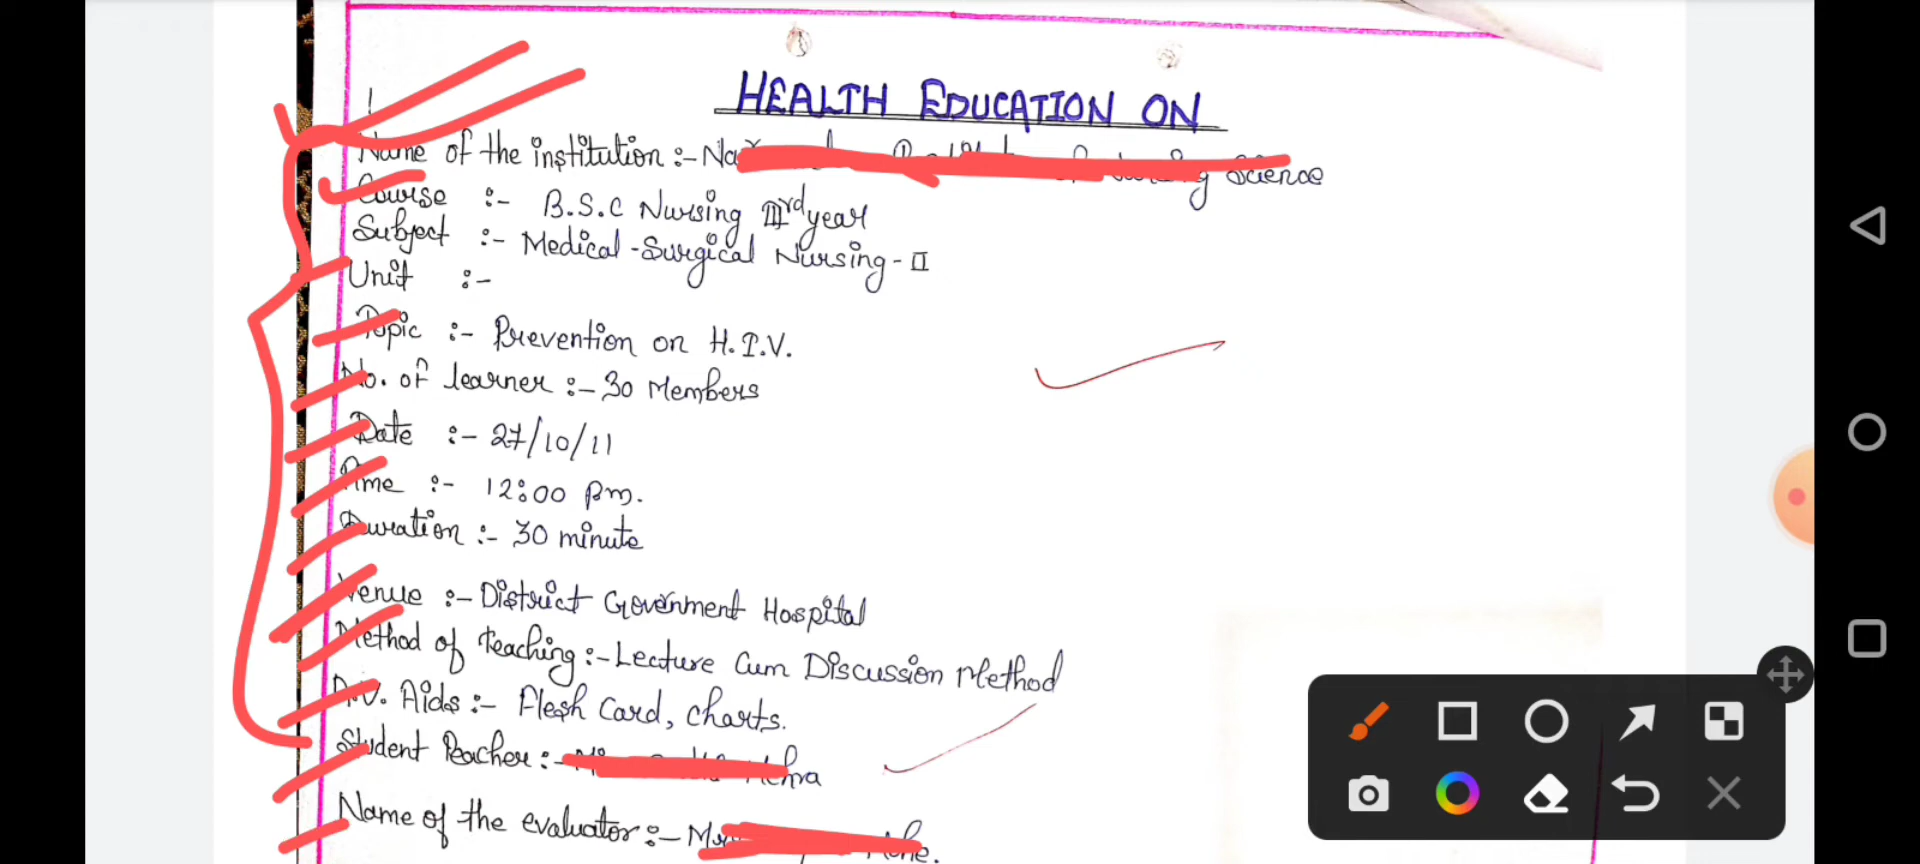 HEALTH EDUCATION ON
Name of the institution :- Na Science
Course :- B.S.C Nursing IIIrd year
Subject :- Medical-Surgical Nursing-II
Unit :-
Topic :- Prevention on H.I.V.
No. of learner :- 30 Members
Date :- 27/10/11
Time :- 12:00 Pm.
Duration :- 30 minute
Venue :- District Government Hospital
Method of teaching :- Lecture Cum Discussion Method
A.V. Aids :- Flesh Card, Charts.
Student Teacher :-
Name of the evaluator :-